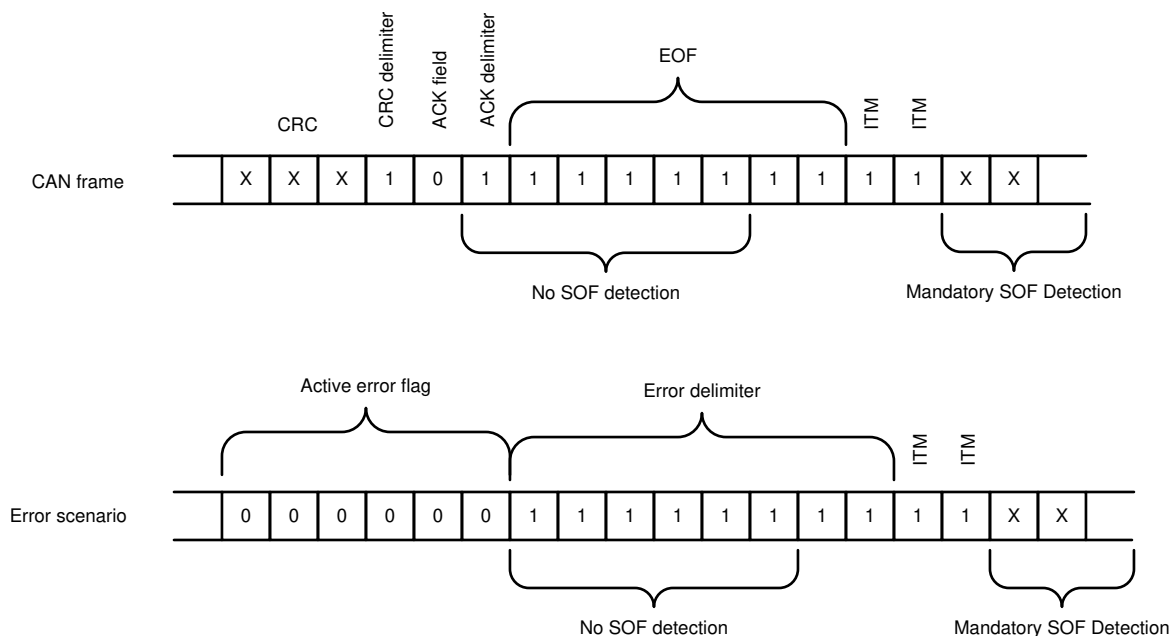 CRC delimiter
ACK field
ACK delimiter
EOF
ITM
ITM
CRC
CAN frame
X X X 1 0 1 1 1 1 1 1 1 1 1 1 X X
No SOF detection
Mandatory SOF Detection
Active error flag
Error delimiter
ITM
ITM
Error scenario
0 0 0 0 0 0 1 1 1 1 1 1 1 1 1 1 X X
No SOF detection
Mandatory SOF Detection